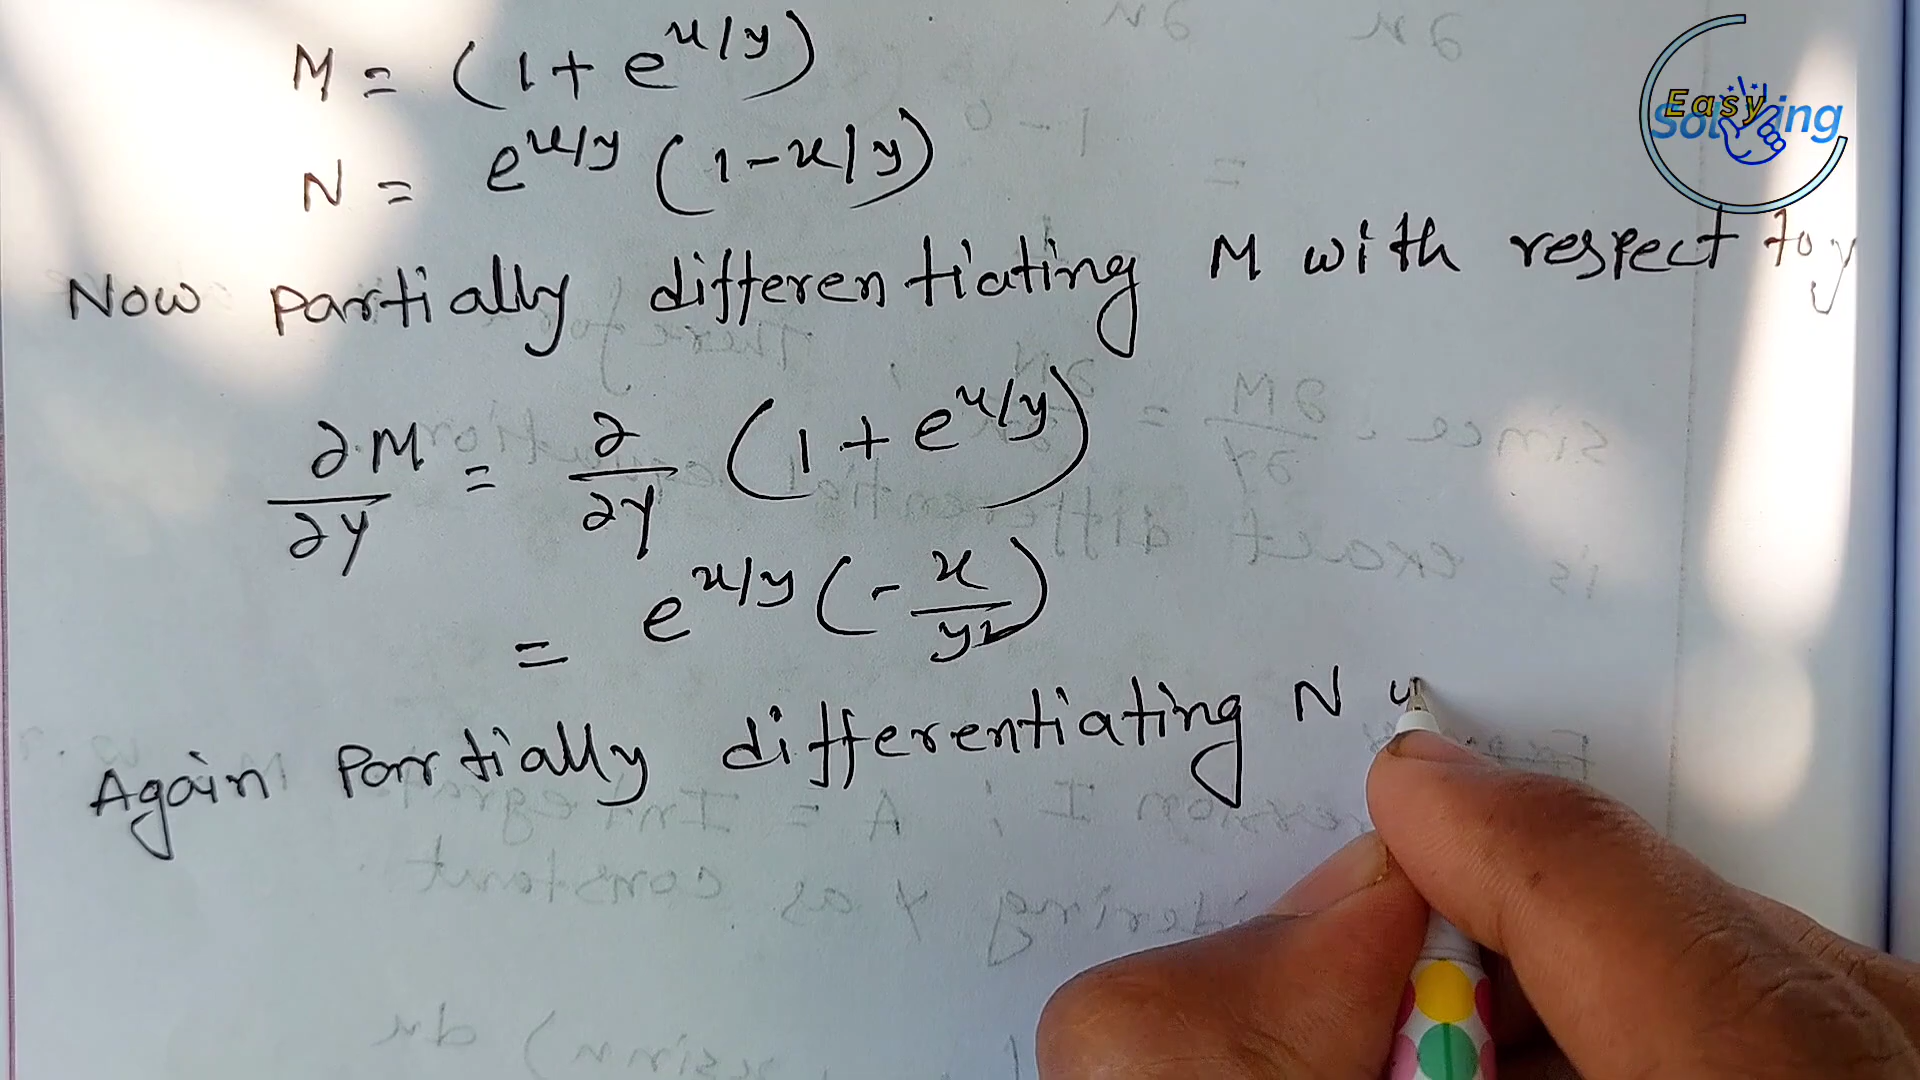 M = (1 + e^{x/y})
N = e^{x/y} (1 - x/y)
Easy
Solving
Now partially differentiating M with respect to y
∂M/∂y = ∂/∂y (1 + e^{x/y})
= e^{x/y} (-x/y²)
Again Partially differentiating N